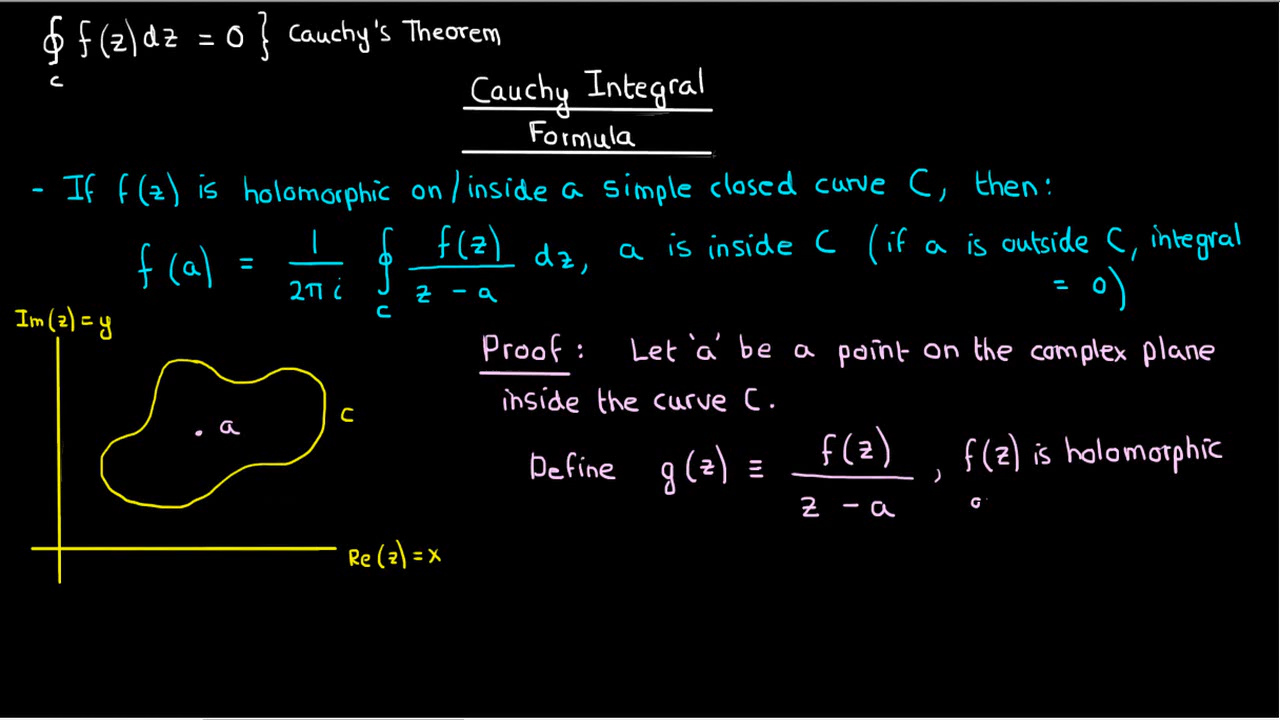 ∮_c f(z) dz = 0 } Cauchy's Theorem
Cauchy Integral
Formula
- If f(z) is holomorphic on/inside a simple closed curve C, then:
f(a) = 1/(2πi) ∮_c f(z)/(z - a) dz, a is inside C (if a is outside C, integral
= 0)
Im(z) = y
Proof: Let 'a' be a point on the complex plane
inside the curve C.
C
. a
Define g(z) ≡ f(z)/(z - a), f(z) is holomorphic
o
Re(z) = x